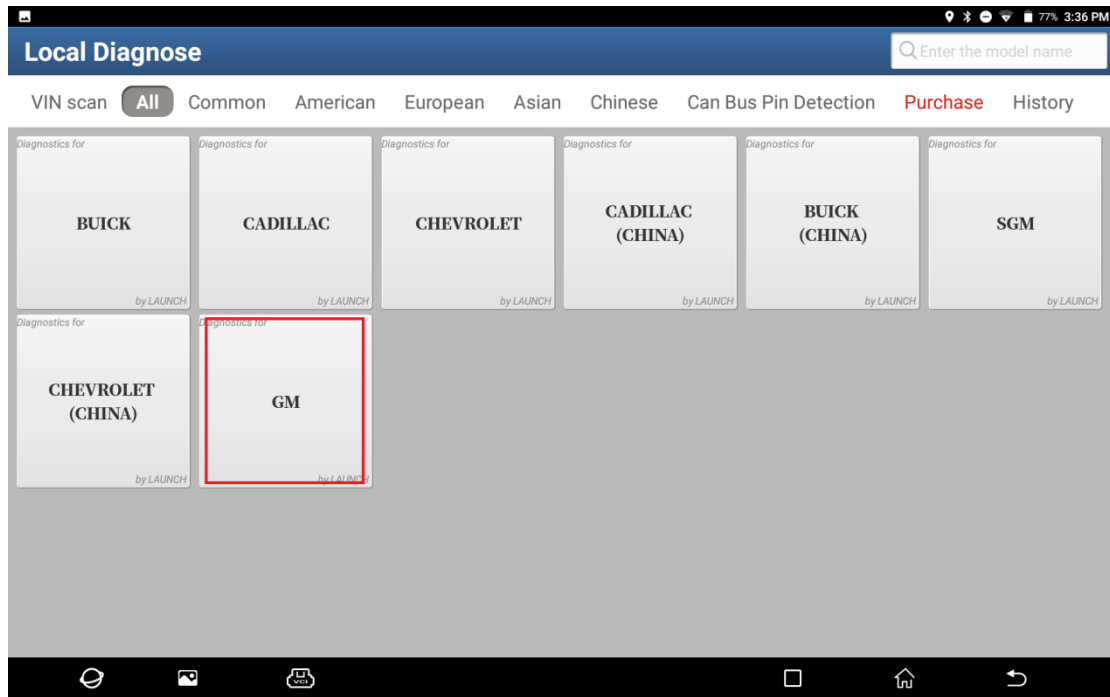 77% 3:36 PM
Local Diagnose
Enter the model name
VIN scan All Common American European Asian Chinese Can Bus Pin Detection Purchase History
Diagnostics for
BUICK
by LAUNCH
Diagnostics for
CADILLAC
by LAUNCH
Diagnostics for
CHEVROLET
by LAUNCH
Diagnostics for
CADILLAC
(CHINA)
by LAUNCH
Diagnostics for
BUICK
(CHINA)
by LAUNCH
Diagnostics for
SGM
by LAUNCH
Diagnostics for
CHEVROLET
(CHINA)
by LAUNCH
Diagnostics for
GM
by LAUNCH
VCI